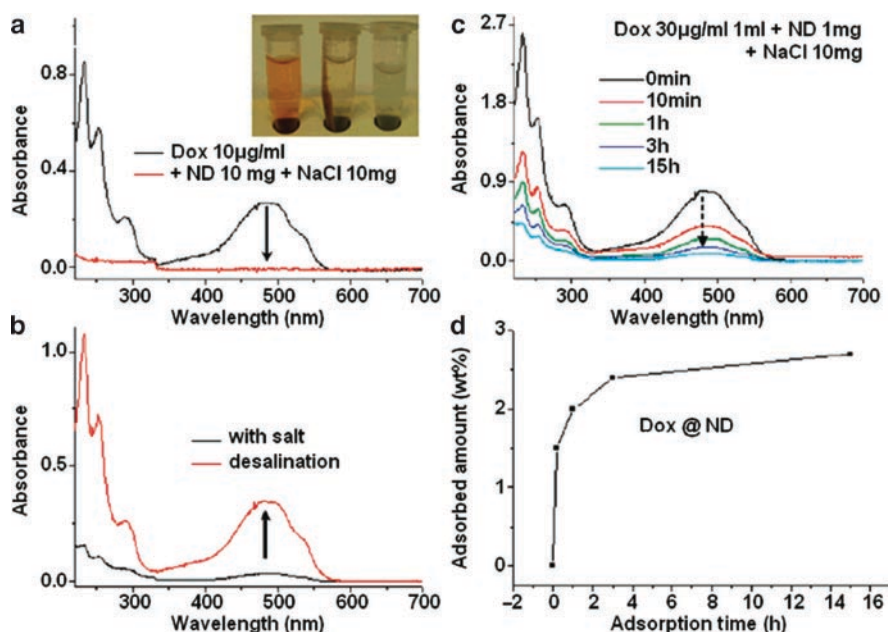 a
Absorbance
0.8
0.4
0.0
Dox 10µg/ml
+ ND 10 mg + NaCl 10mg
300 400 500 600 700
Wavelength (nm)
b
Absorbance
1.0
0.5
0.0
with salt
desalination
300 400 500 600 700
Wavelength (nm)
c
Absorbance
2.7
1.8
0.9
0.0
Dox 30µg/ml 1ml + ND 1mg
+ NaCl 10mg
0min
10min
1h
3h
15h
300 400 500 600 700
Wavelength (nm)
d
Adsorbed amount (wt%)
3
2
1
0
Dox @ ND
−2 0 2 4 6 8 10 12 14 16
Adsorption time (h)